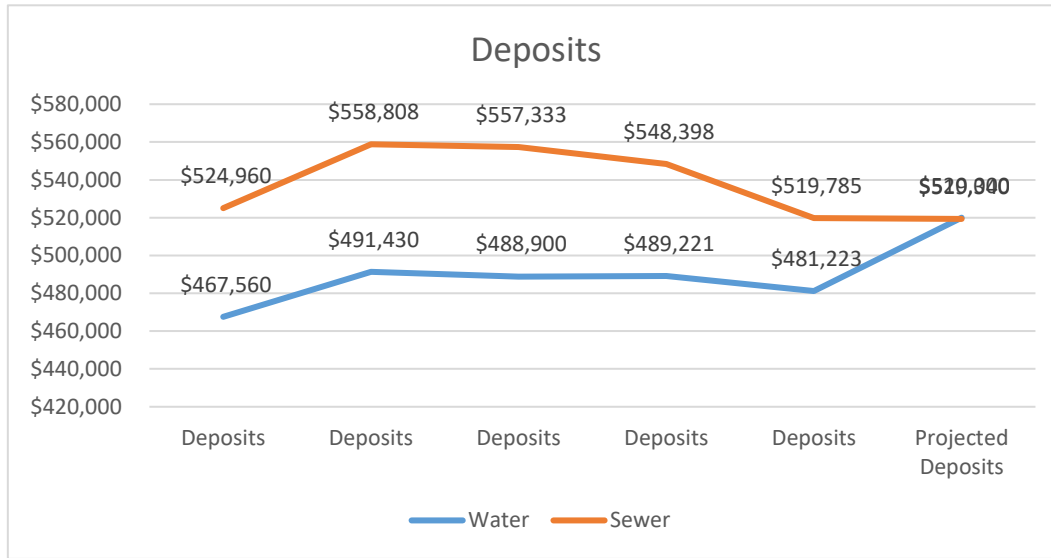 Deposits
$580,000
$560,000
$540,000
$520,000
$500,000
$480,000
$460,000
$440,000
$420,000
$524,960
$558,808
$557,333
$548,398
$519,785
$467,560
$491,430
$488,900
$489,221
$481,223
Deposits
Deposits
Deposits
Deposits
Deposits
Projected
Deposits
Water
Sewer